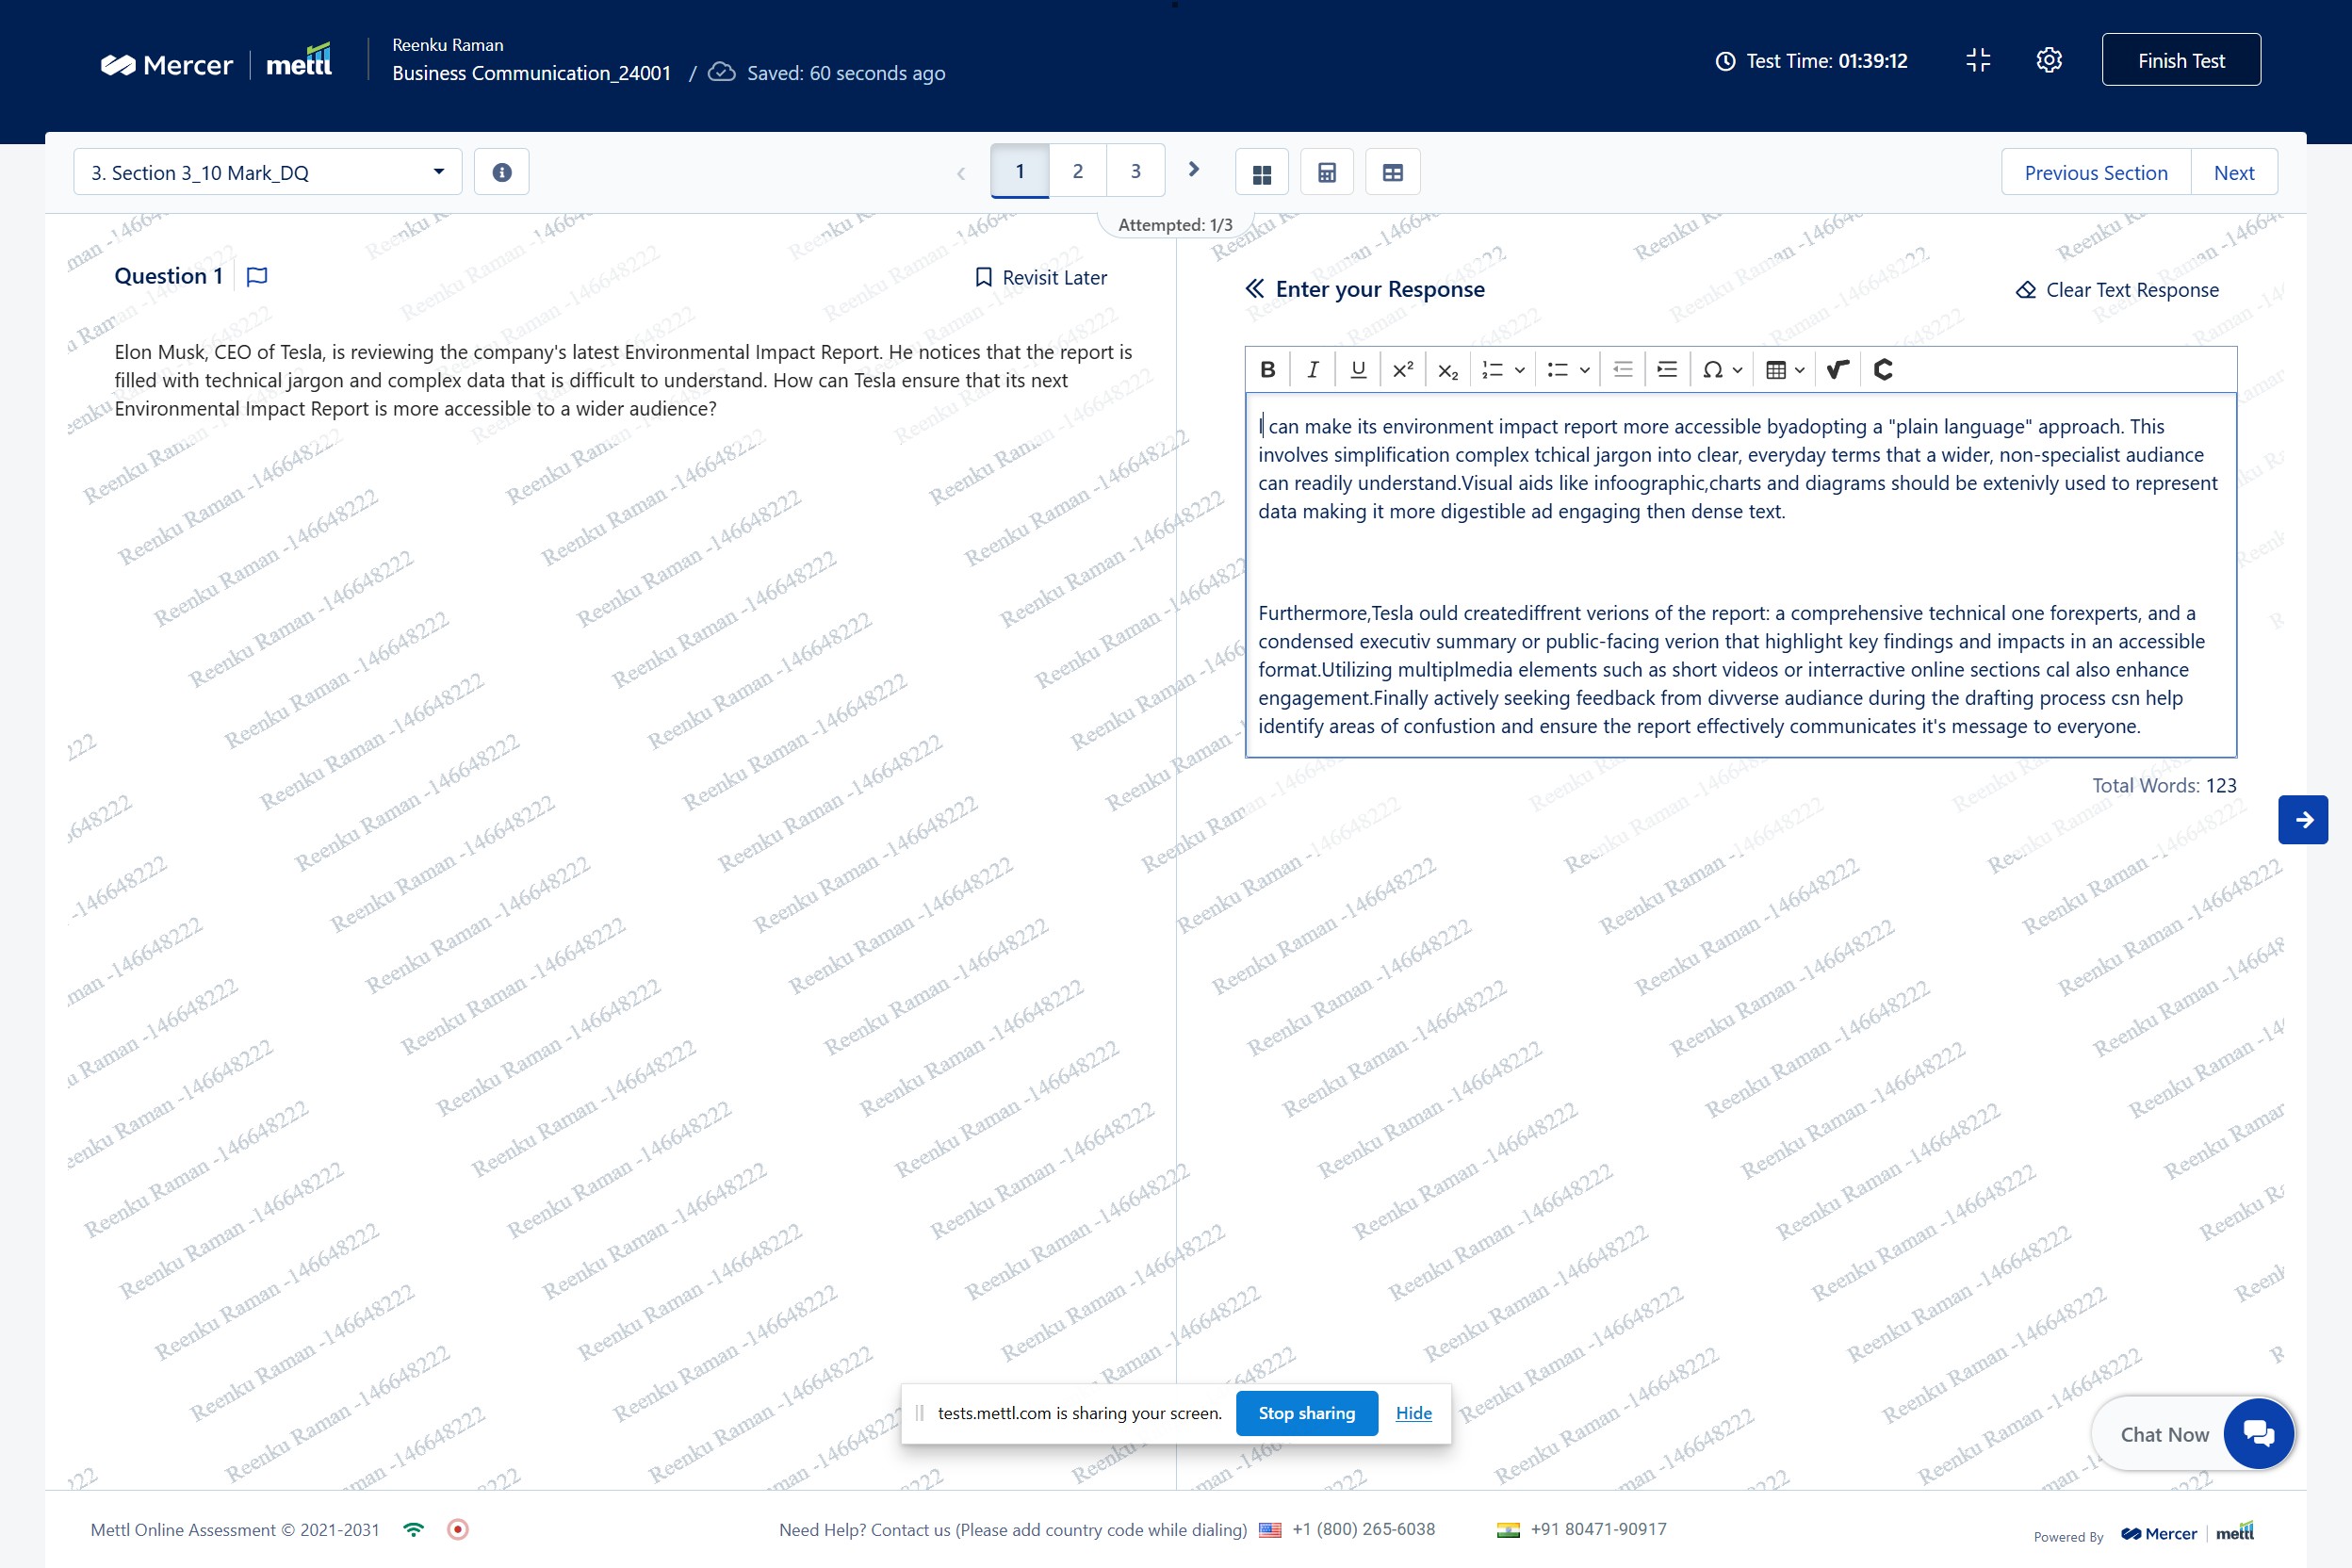 Mercer mettl
Reenku Raman
Business Communication_24001 / Saved: 60 seconds ago
Test Time: 01:39:12
Finish Test
3. Section 3_10 Mark_DQ
1 2 3
Previous Section Next
Attempted: 1/3
Question 1
Revisit Later
Elon Musk, CEO of Tesla, is reviewing the company's latest Environmental Impact Report. He notices that the report is
filled with technical jargon and complex data that is difficult to understand. How can Tesla ensure that its next
Environmental Impact Report is more accessible to a wider audience?
Enter your Response
Clear Text Response
B I U x² x₂ Ω
I can make its environment impact report more accessible byadopting a "plain language" approach. This
involves simplification complex tchical jargon into clear, everyday terms that a wider, non-specialist audiance
can readily understand.Visual aids like infoographic,charts and diagrams should be extenivly used to represent
data making it more digestible ad engaging then dense text.
Furthermore,Tesla ould creatediffrent verions of the report: a comprehensive technical one forexperts, and a
condensed executiv summary or public-facing verion that highlight key findings and impacts in an accessible
format.Utilizing multiplmedia elements such as short videos or interractive online sections cal also enhance
engagement.Finally actively seeking feedback from divverse audiance during the drafting process csn help
identify areas of confustion and ensure the report effectively communicates it's message to everyone.
Total Words: 123
Reenku Raman -146648222
tests.mettl.com is sharing your screen. Stop sharing Hide
Chat Now
Mettl Online Assessment © 2021-2031
Need Help? Contact us (Please add country code while dialing) +1 (800) 265-6038 +91 80471-90917
Powered By Mercer mettl